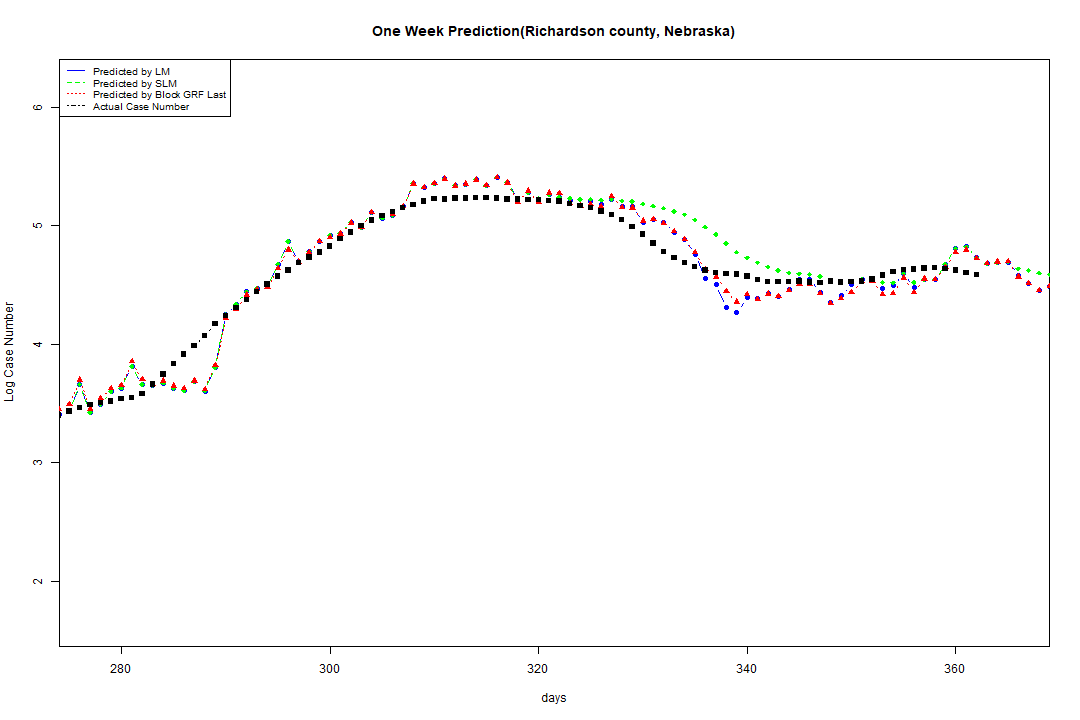 One Week Prediction(Richardson county, Nebraska)
Predicted by LM
Predicted by SLM
Predicted by Block GRF Last
Actual Case Number
6
5
4
3
2
Log Case Number
280 300 320 340 360
days